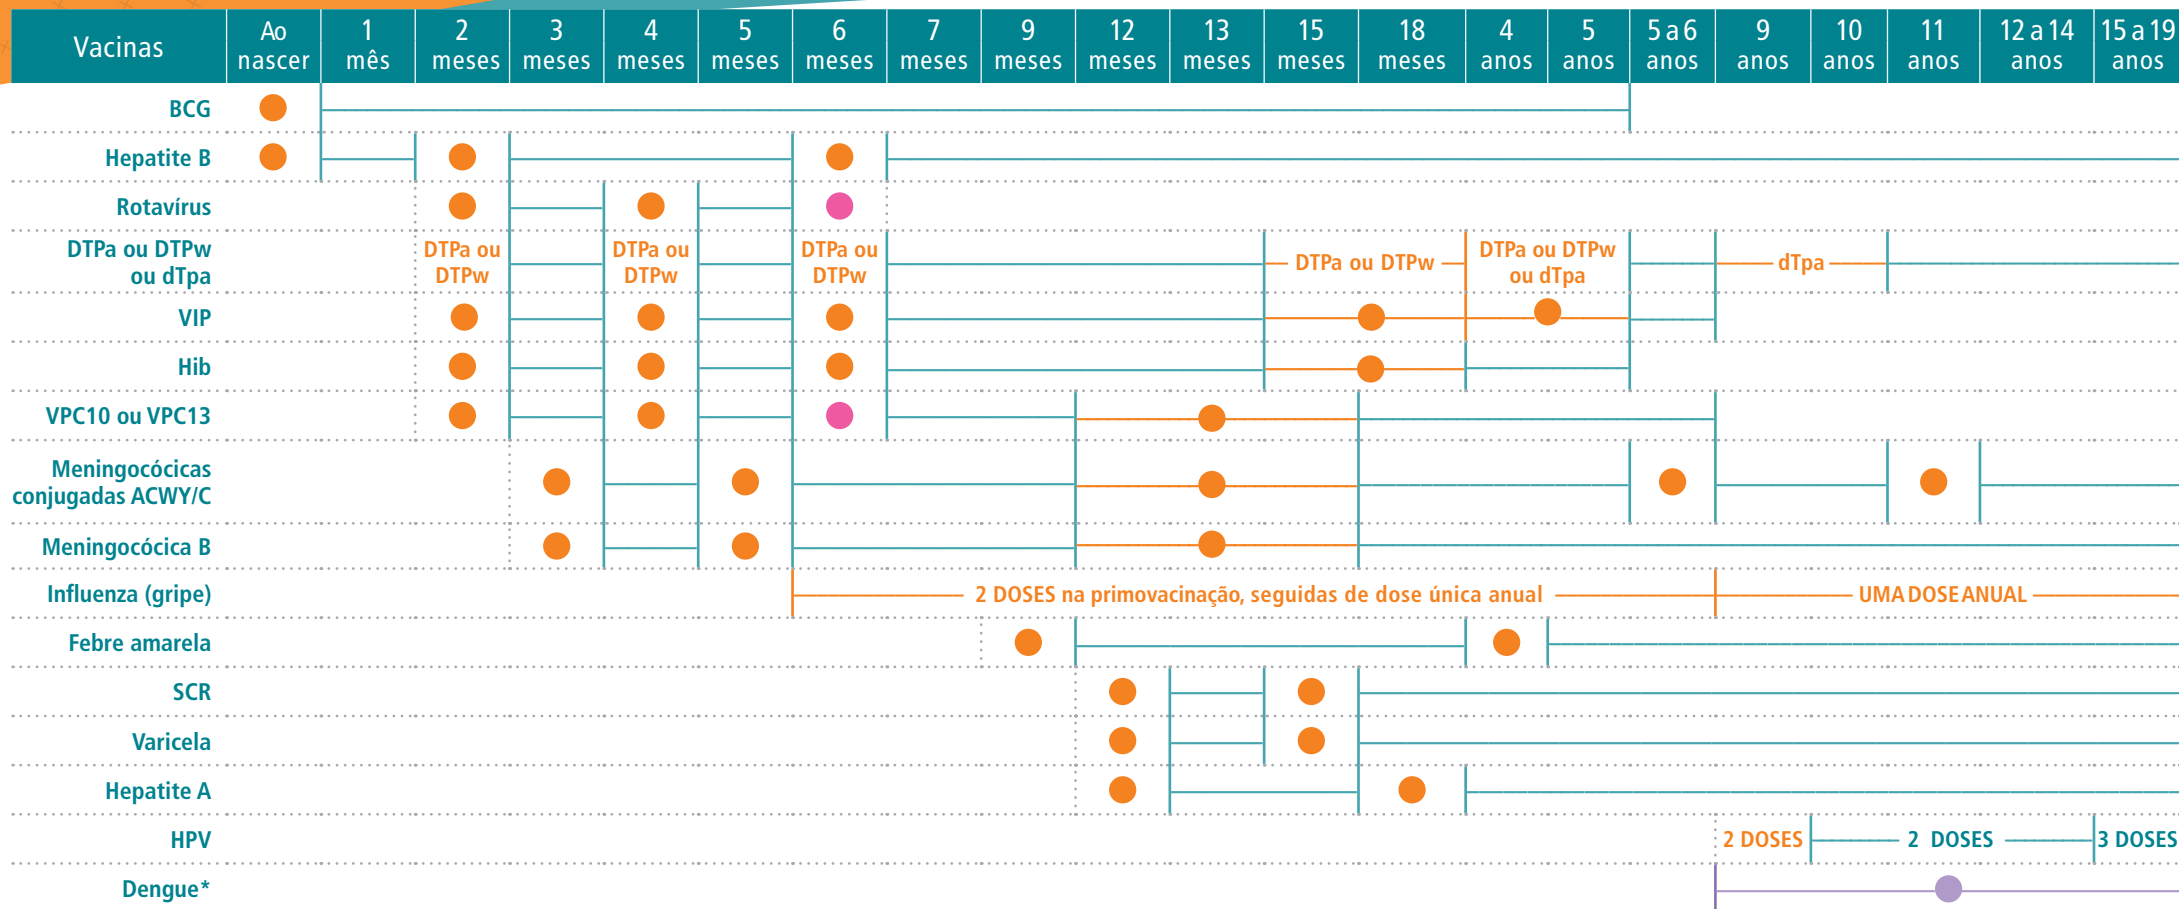 Vacinas
Ao nascer
1 mês
2 meses
3 meses
4 meses
5 meses
6 meses
7 meses
9 meses
12 meses
13 meses
15 meses
18 meses
4 anos
5 anos
5 a 6 anos
9 anos
10 anos
11 anos
12 a 14 anos
15 a 19 anos
BCG
Hepatite B
Rotavírus
DTPa ou DTPw
ou dTpa
DTPa ou
DTPw
DTPa ou
DTPw
DTPa ou
DTPw
DTPa ou DTPw
DTPa ou DTPw
ou dTpa
dTpa
VIP
Hib
VPC10 ou VPC13
Meningocócicas
conjugadas ACWY/C
Meningocócica B
Influenza (gripe)
2 DOSES na primovacinação, seguidas de dose única anual
UMA DOSE ANUAL
Febre amarela
SCR
Varicela
Hepatite A
HPV
2 DOSES
2 DOSES
3 DOSES
Dengue*